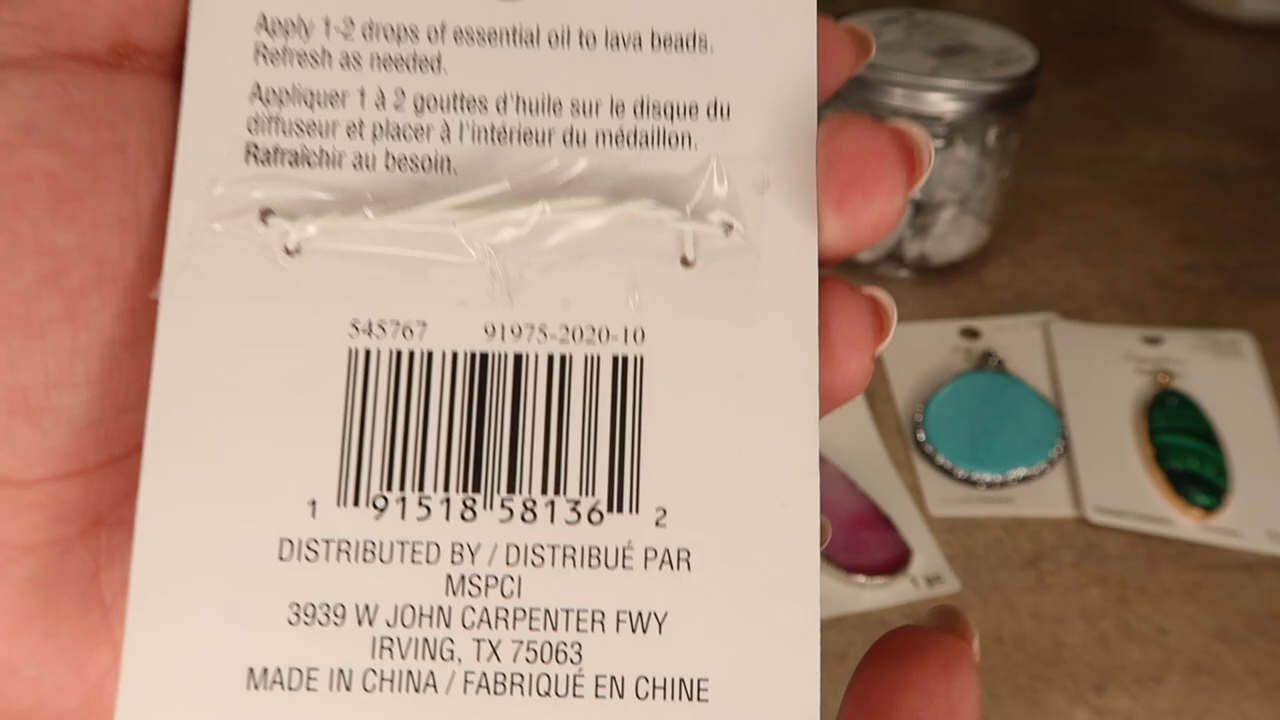 Apply 1-2 drops of essential oil to lava beads.
Refresh as needed.
Appliquer 1 à 2 gouttes d'huile sur le disque du
diffuseur et placer à l'intérieur du médaillon.
Rafraîchir au besoin.
545767 91975-2020-10
1 91518 58136 2
DISTRIBUTED BY / DISTRIBUÉ PAR
MSPCI
3939 W JOHN CARPENTER FWY
IRVING, TX 75063
MADE IN CHINA / FABRIQUÉ EN CHINE